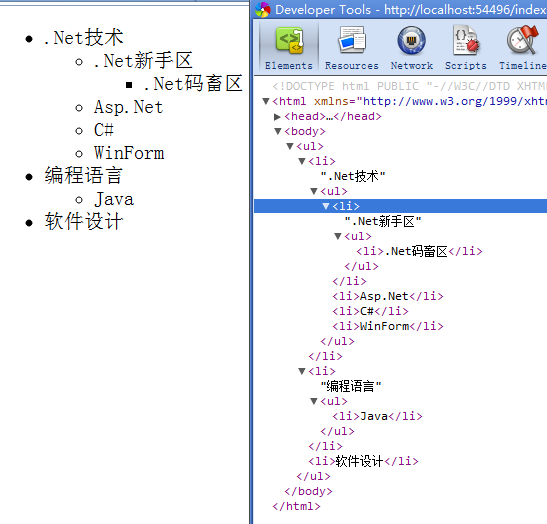 .Net技术
.Net新手区
.Net码畜区
Asp.Net
C#
WinForm
编程语言
Java
软件设计
Developer Tools - http://localhost:54496/index
Elements Resources Network Scripts Timeline
<!DOCTYPE html PUBLIC "-//W3C//DTD XHTML
<html xmlns="http://www.w3.org/1999/xht
<head>…</head>
<body>
<ul>
<li>
".Net技术"
<ul>
<li>
".Net新手区"
<ul>
<li>.Net码畜区</li>
</ul>
</li>
<li>Asp.Net</li>
<li>C#</li>
<li>WinForm</li>
</ul>
</li>
<li>
"编程语言"
<ul>
<li>Java</li>
</ul>
</li>
<li>软件设计</li>
</ul>
</body>
</html>